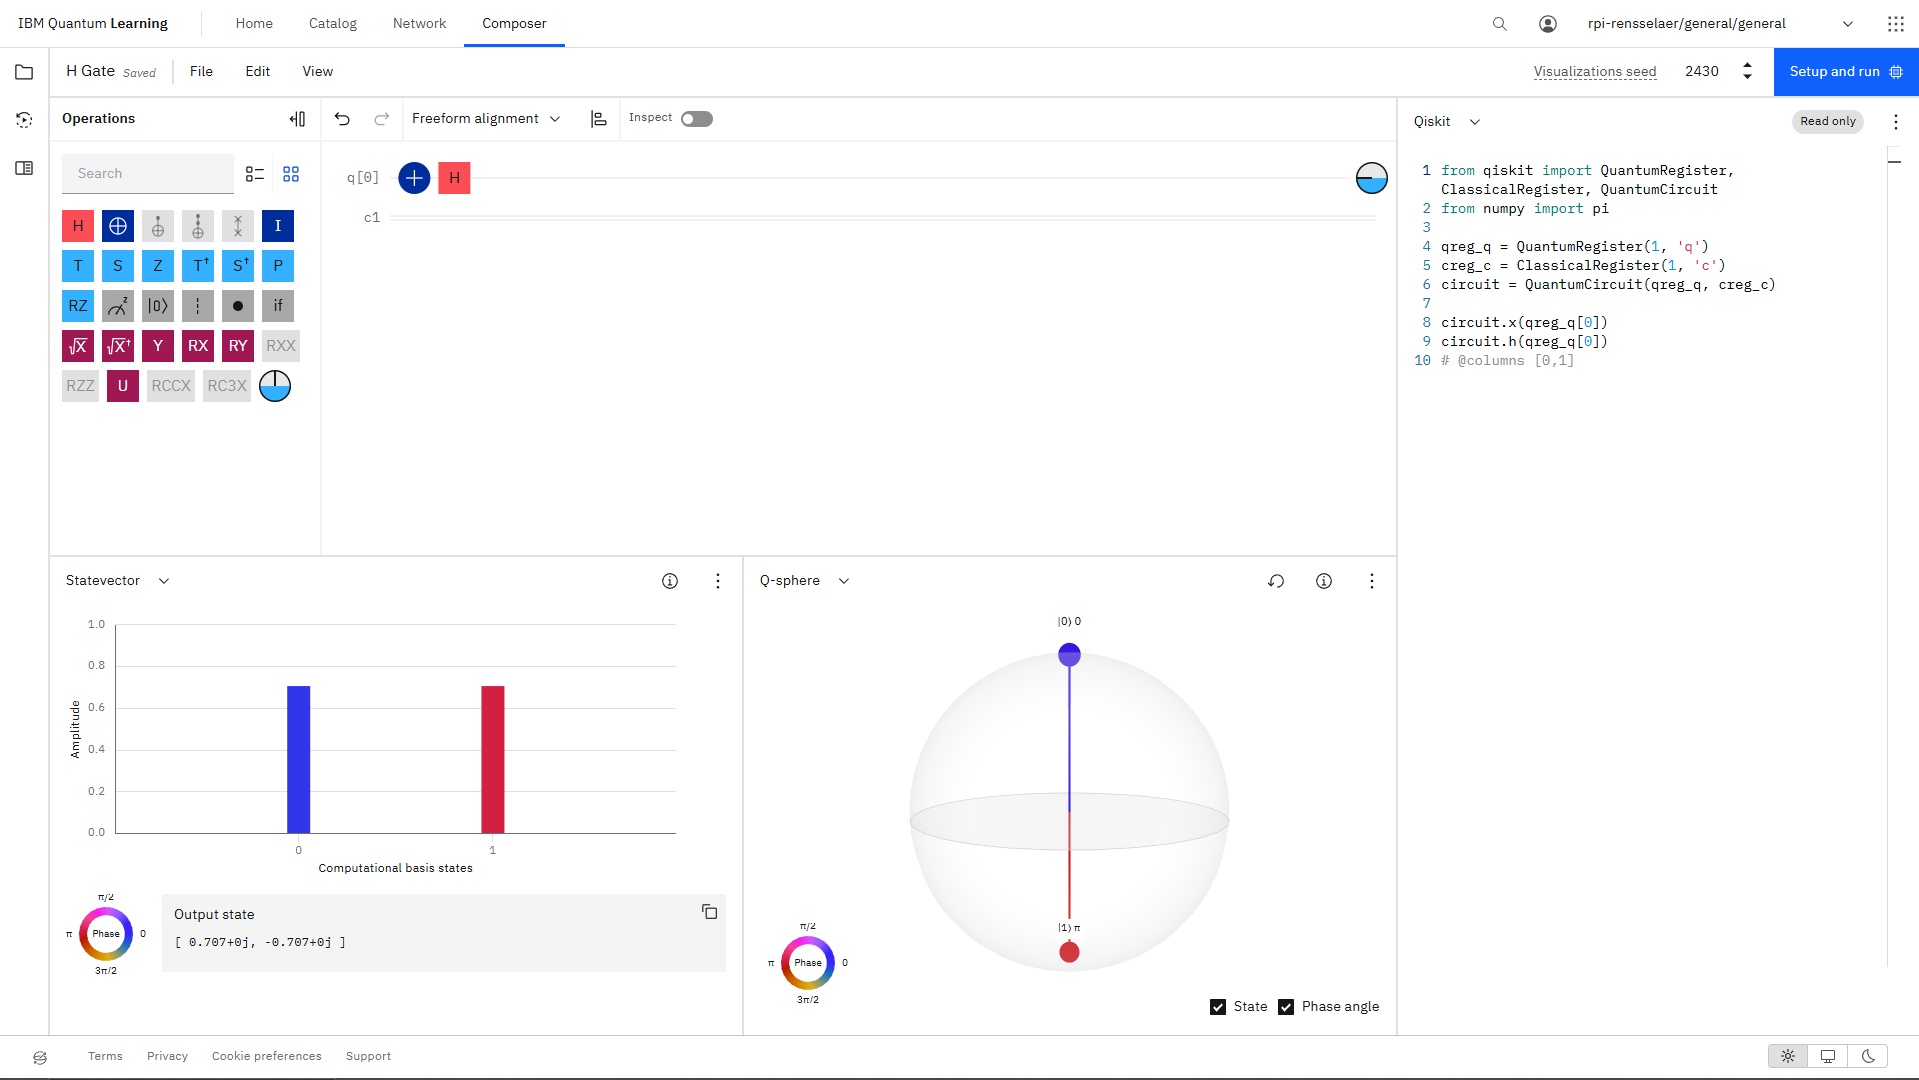 IBM Quantum Learning Home Catalog Network Composer rpi-rensselaer/general/general
H Gate Saved File Edit View Visualizations seed 2430 Setup and run
Operations Freeform alignment Inspect
Search
H I
T S Z T† S† P
RZ z |0⟩ if
√X √X† Y RX RY RXX
RZZ U RCCX RC3X
q[0] H
c1
Qiskit Read only
1 from qiskit import QuantumRegister,
ClassicalRegister, QuantumCircuit
2 from numpy import pi
3
4 qreg_q = QuantumRegister(1, 'q')
5 creg_c = ClassicalRegister(1, 'c')
6 circuit = QuantumCircuit(qreg_q, creg_c)
7
8 circuit.x(qreg_q[0])
9 circuit.h(qreg_q[0])
10 # @columns [0,1]
Statevector
1.0
0.8
0.6
0.4
0.2
0.0
Amplitude
0 1
Computational basis states
π/2
π Phase 0
3π/2
Output state
[ 0.707+0j, -0.707+0j ]
Q-sphere
|0⟩ 0
|1⟩ π
π/2
π Phase 0
3π/2
State Phase angle
Terms Privacy Cookie preferences Support